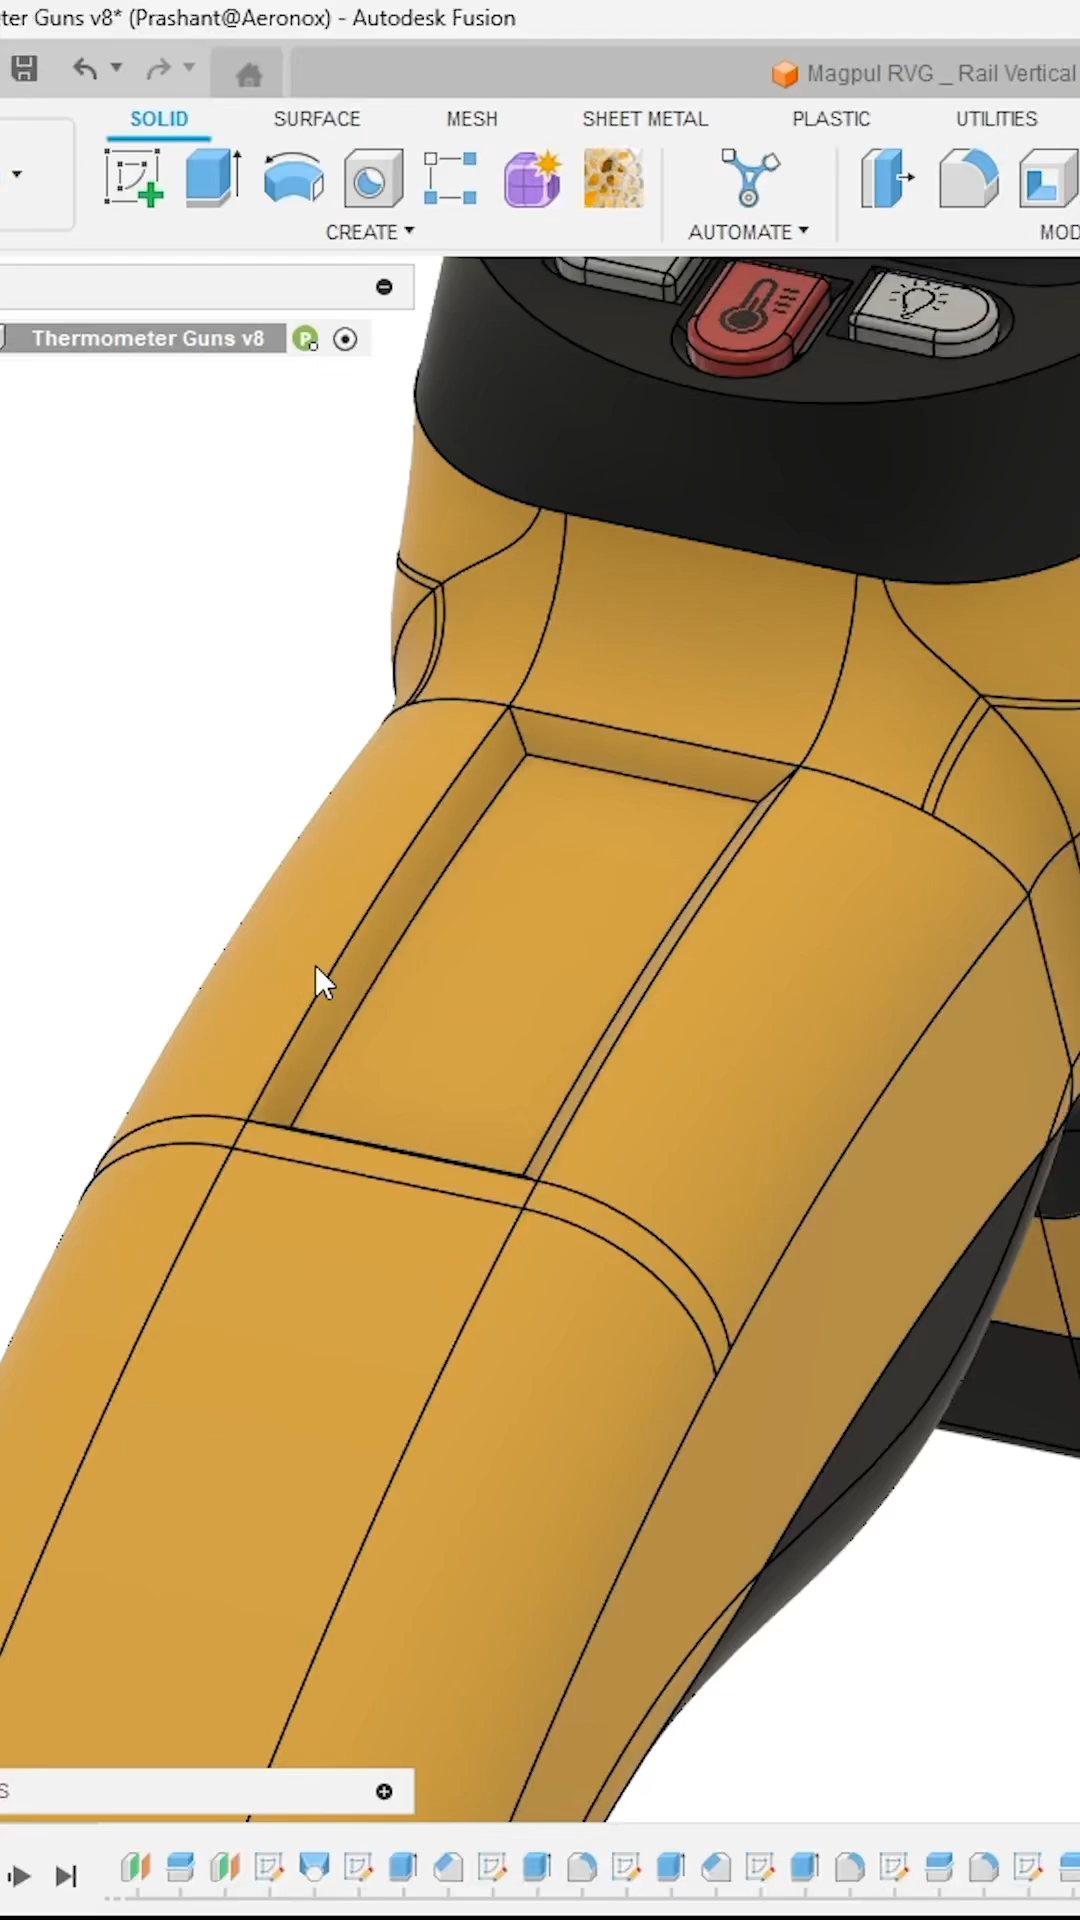 ter Guns v8* (Prashant@Aeronox) - Autodesk Fusion
Magpul RVG _ Rail Vertical
SOLID SURFACE MESH SHEET METAL PLASTIC UTILITIES
CREATE AUTOMATE MOD
Thermometer Guns v8 P
S